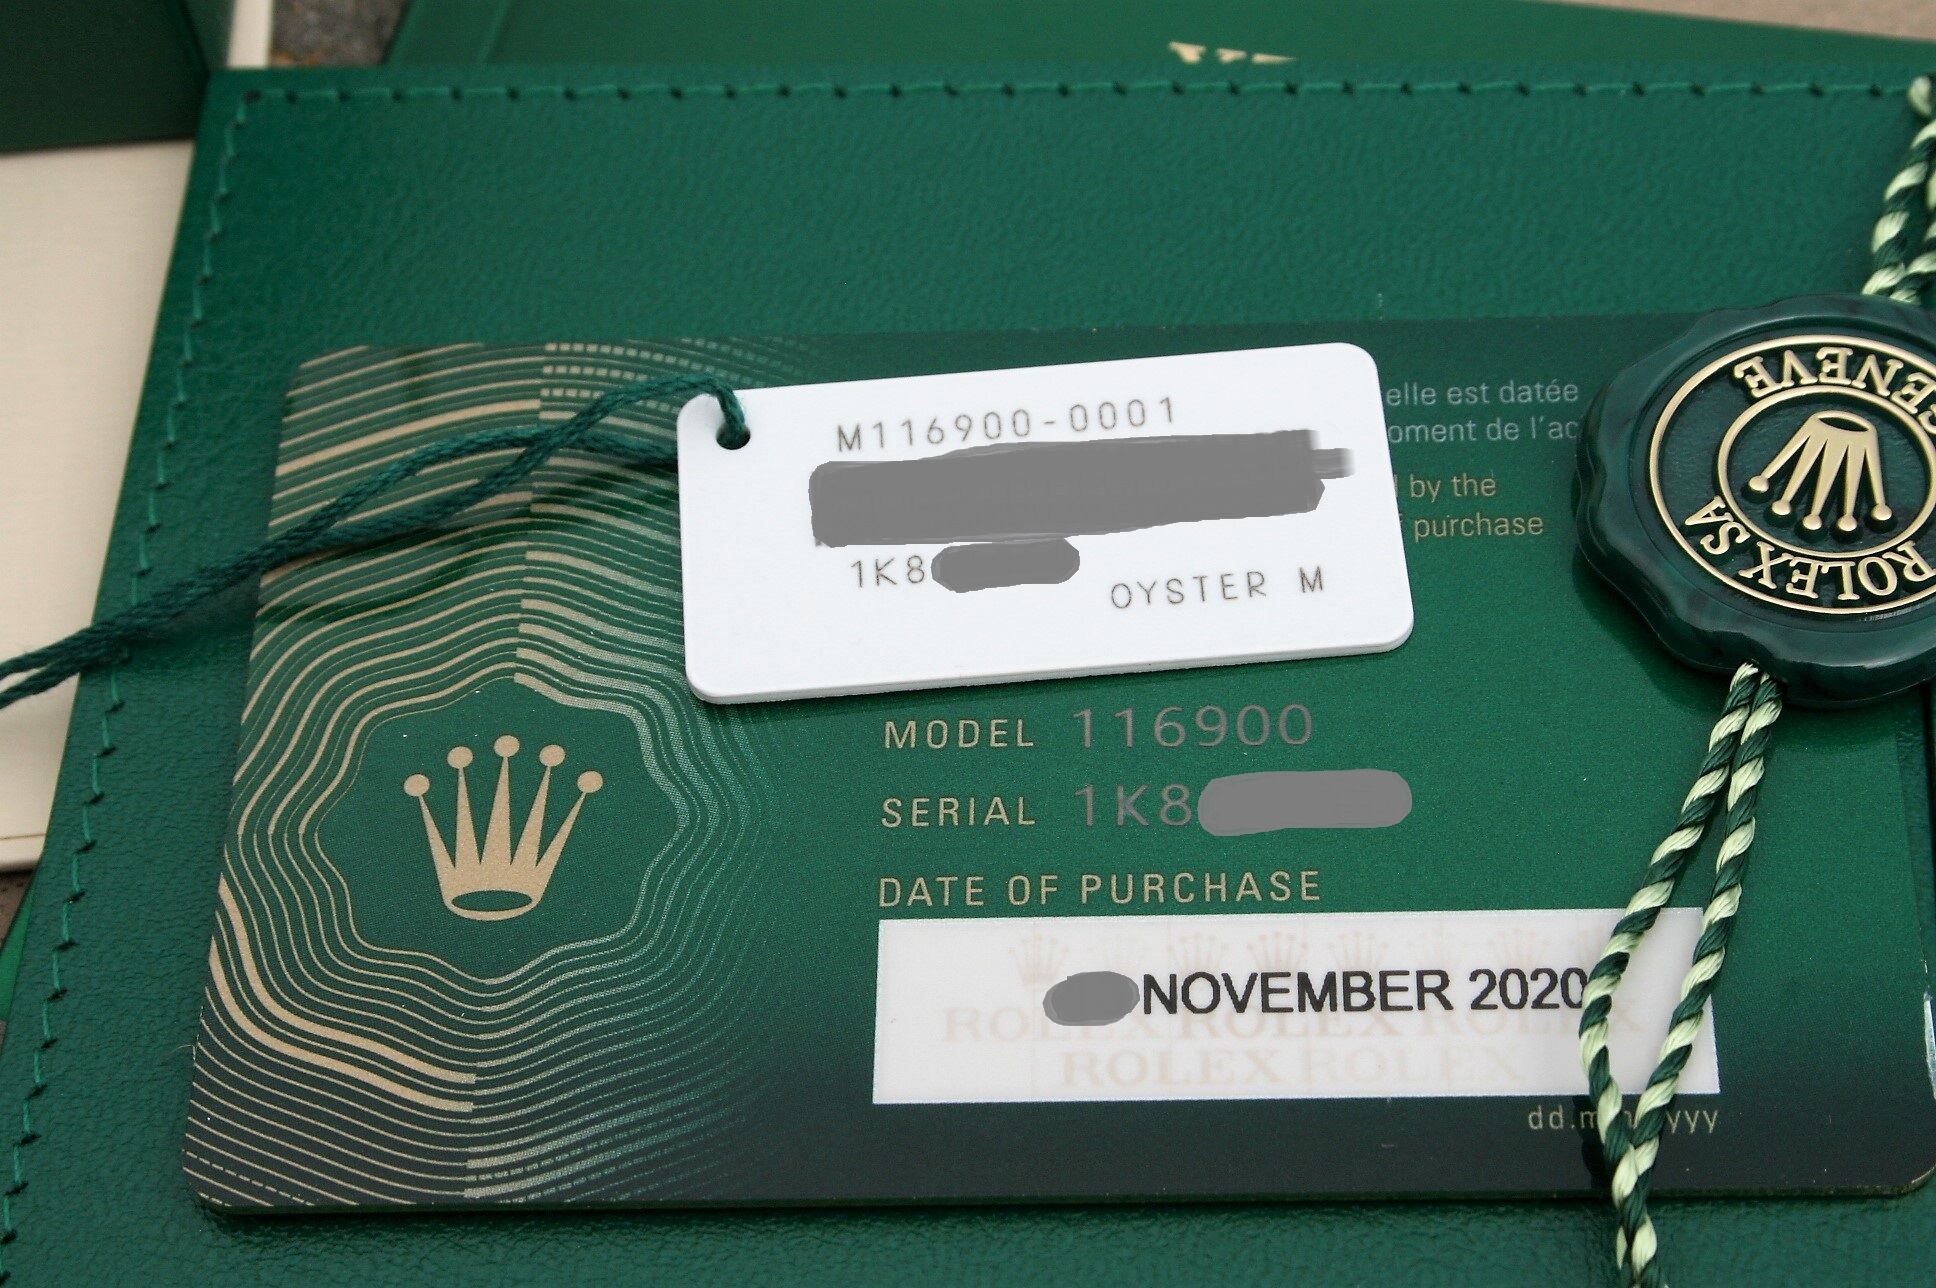 M116900-0001
1K8
OYSTER M
elle est datée
oment de l'ac
by the
purchase
MODEL 116900
SERIAL 1K8
DATE OF PURCHASE
NOVEMBER 2020
ROLEX ROLEX ROLEX
ROLEX ROLEX
ROLEX SA
GENEVE